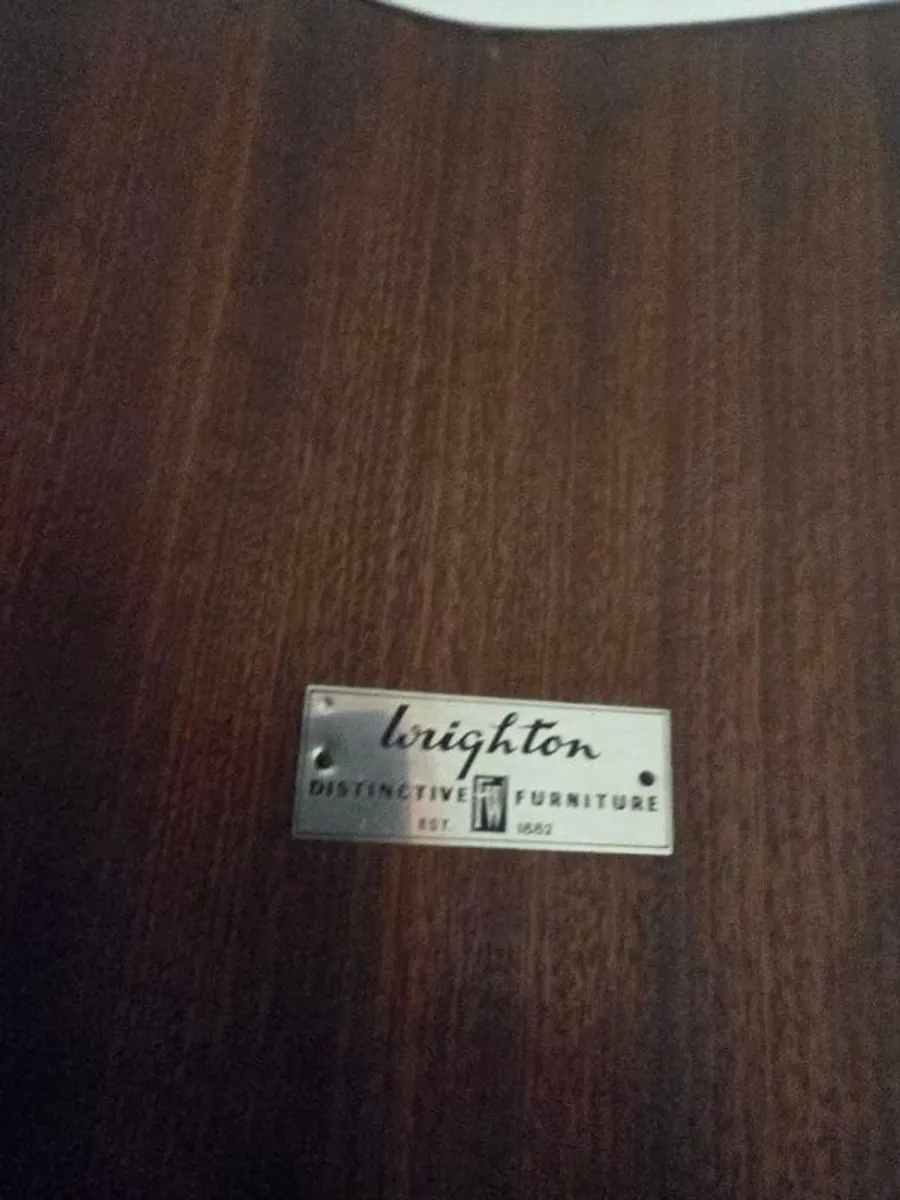 Wrighton
DISTINCTIVE FW FURNITURE
EST. 1882